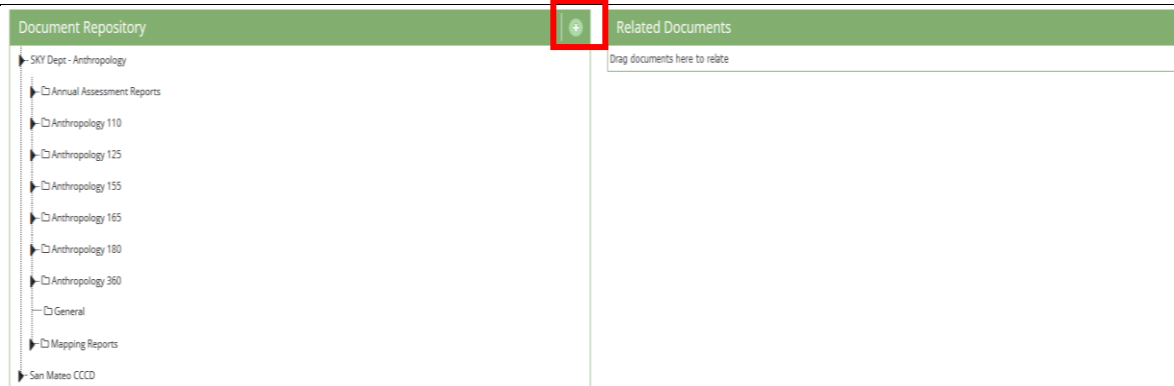 Document Repository
Related Documents
SKY Dept - Anthropology
Drag documents here to relate
Annual Assessment Reports
Anthropology 110
Anthropology 125
Anthropology 155
Anthropology 165
Anthropology 180
Anthropology 360
General
Mapping Reports
San Mateo CCCD